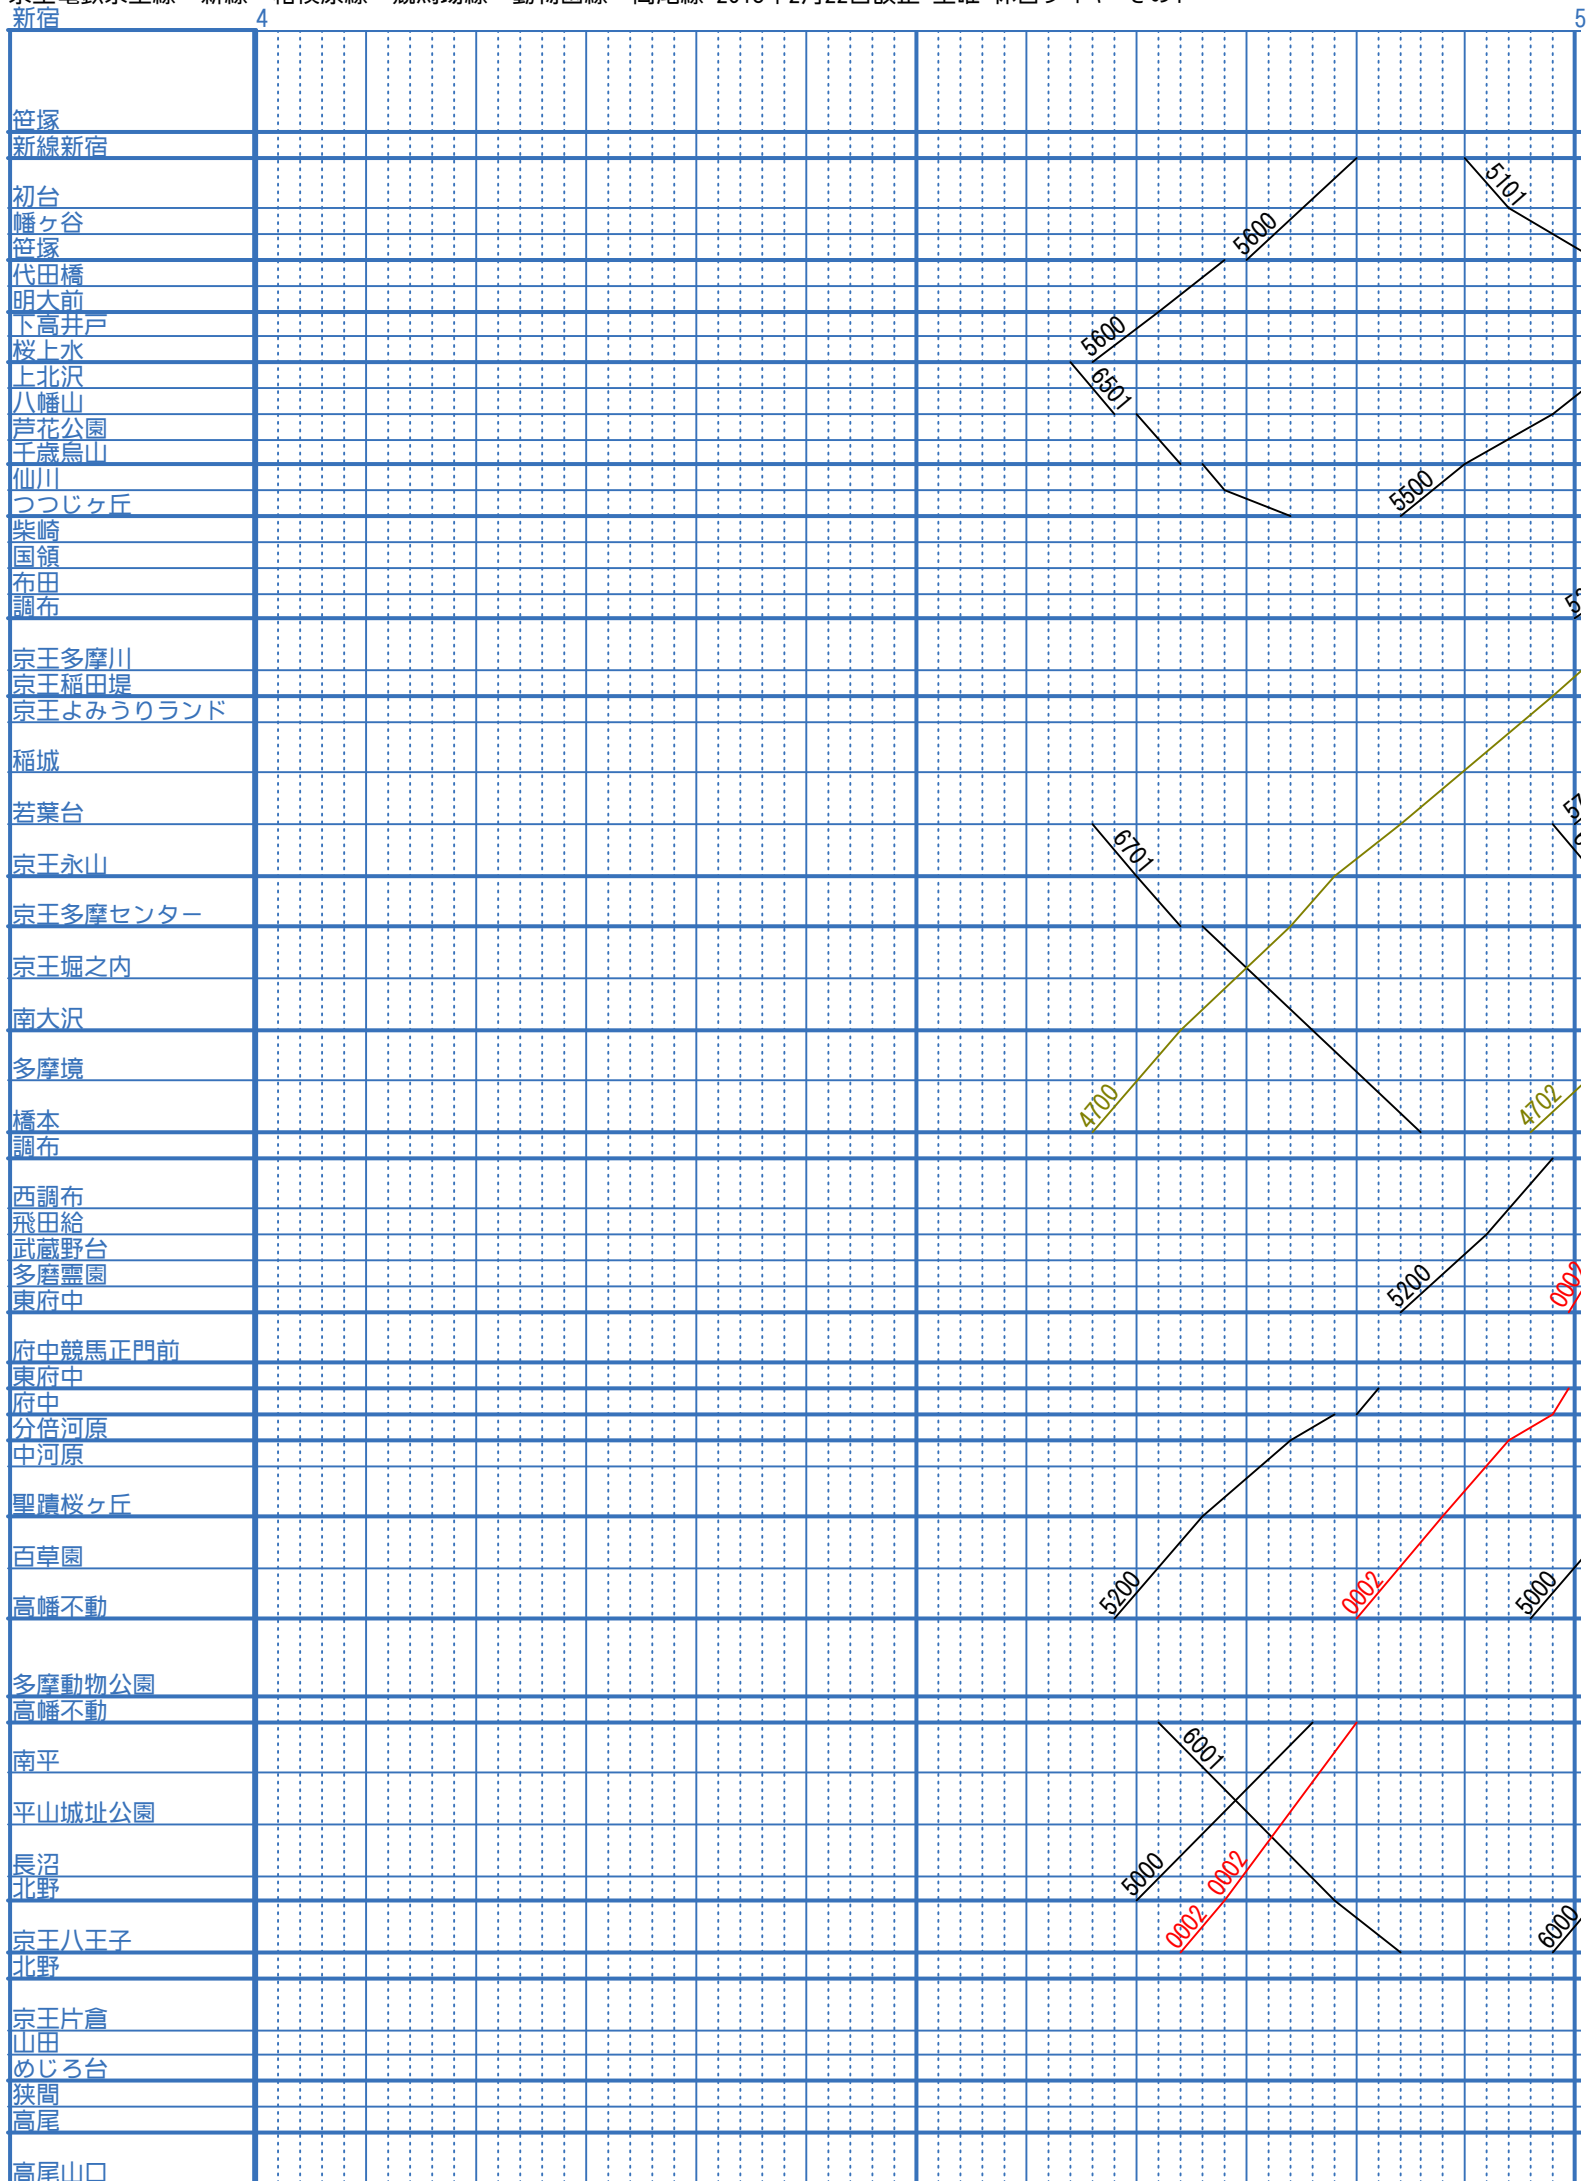 新宿 4 5
笹塚
新線新宿
初台 5101
幡ヶ谷
笹塚 5600
代田橋
明大前
下高井戸
桜上水 5600
上北沢 6501
八幡山
芦花公園
千歳烏山
仙川
つつじヶ丘 5500
柴崎
国領
布田
調布
京王多摩川
京王稲田堤
京王よみうりランド
稲城
若葉台
京王永山 6701
京王多摩センター
京王堀之内
南大沢
多摩境
橋本 4700 4702
調布
西調布
飛田給
武蔵野台
多磨霊園
東府中 5200 0002
府中競馬正門前
東府中
府中
分倍河原
中河原
聖蹟桜ヶ丘
百草園
高幡不動 5200 0002 5000
多摩動物公園
高幡不動
南平 6001
平山城址公園
長沼
北野 5000 0002
京王八王子 0002 6000
北野
京王片倉
山田
めじろ台
狭間
高尾
高尾山口